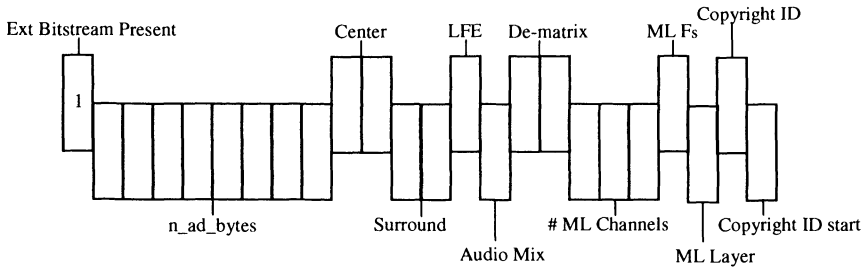 Copyright ID
Ext Bitstream Present
Center
LFE
De-matrix
ML Fs
1
n_ad_bytes
Surround
# ML Channels
Copyright ID start
Audio Mix
ML Layer